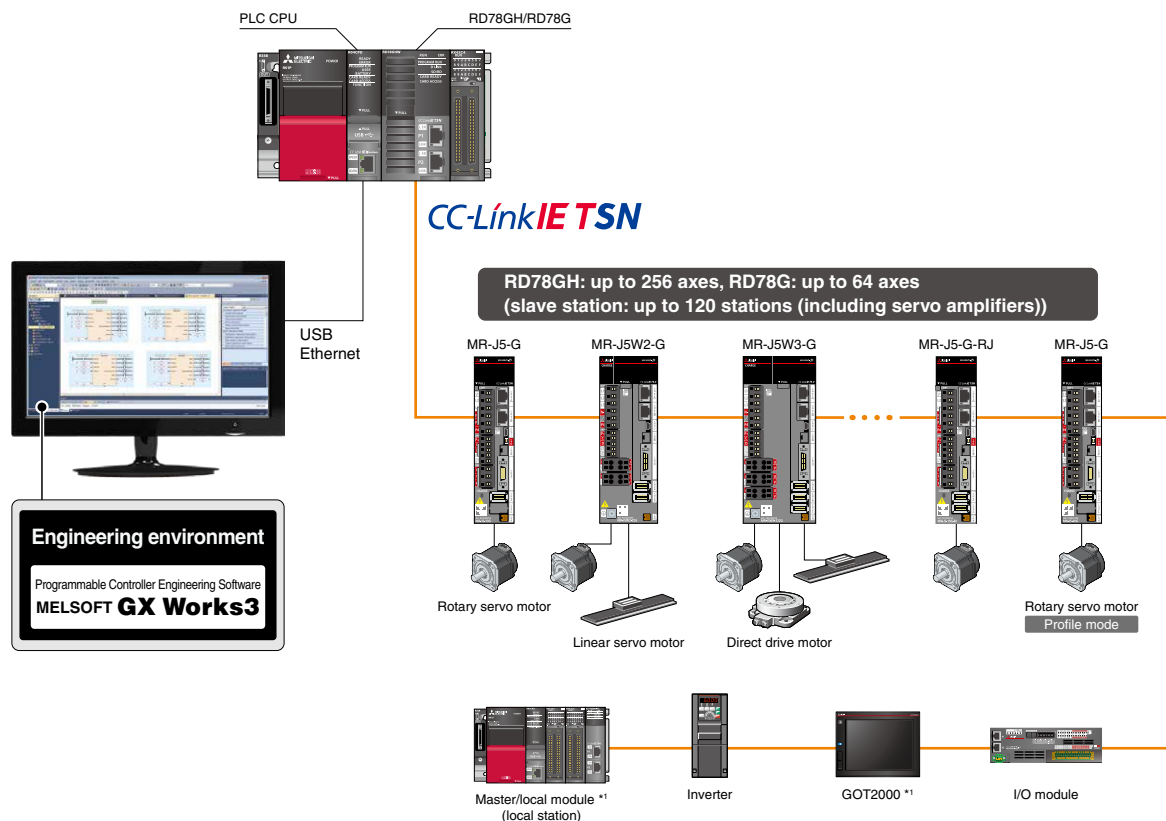 PLC CPU
RD78GH/RD78G
CC-Link IE TSN
RD78GH: up to 256 axes, RD78G: up to 64 axes
(slave station: up to 120 stations (including servo amplifiers))
USB
Ethernet
MR-J5-G
MR-J5W2-G
MR-J5W3-G
MR-J5-G-RJ
MR-J5-G
Engineering environment
Programmable Controller Engineering Software
MELSOFT GX Works3
Rotary servo motor
Linear servo motor
Direct drive motor
Rotary servo motor
Profile mode
Master/local module *1
(local station)
Inverter
GOT2000 *1
I/O module